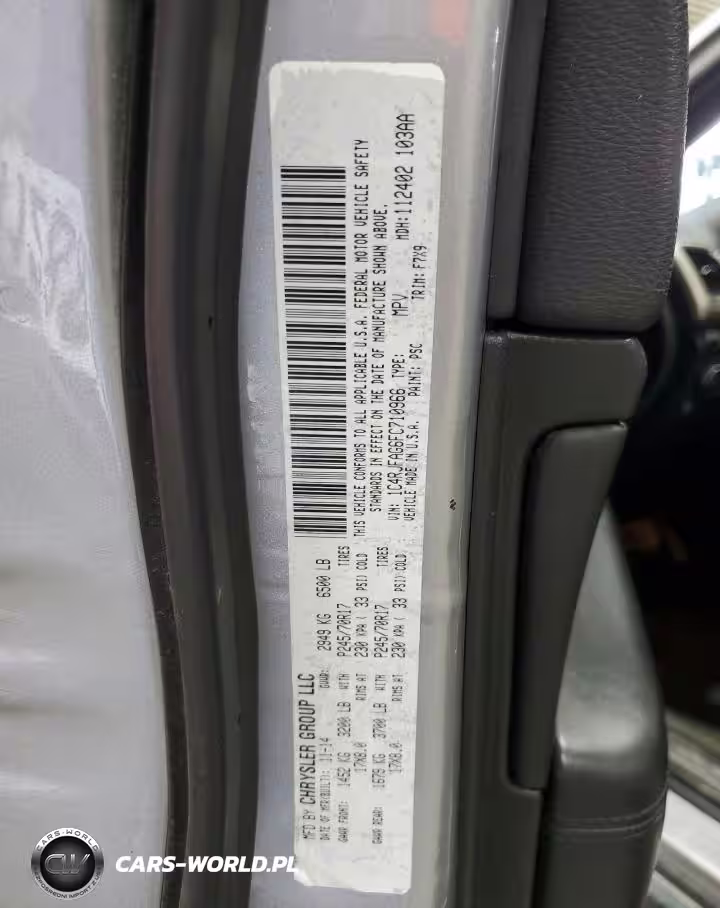 MFD BY CHRYSLER GROUP LLC
DATE OF MFR(BUILT): 11-14 GVWR: 2949 KG 6500 LB
GAWR FRONT: 1452 KG 3200 LB WITH P245/70R17 TIRES
17X8.0 RIMS AT 230 KPA ( 33 PSI) COLD
GAWR REAR: 1679 KG 3700 LB WITH P245/70R17 TIRES
17X8.0 RIMS AT 230 KPA ( 33 PSI) COLD
THIS VEHICLE CONFORMS TO ALL APPLICABLE U.S.A. FEDERAL MOTOR VEHICLE SAFETY
STANDARDS IN EFFECT ON THE DATE OF MANUFACTURE SHOWN ABOVE.
VIN: 1C4RJFAG6FC710966 TYPE: MPV MDH:112402 103AA
VEHICLE MADE IN U.S.A. PAINT: PSC TRIM: F7X9
CARS-WORLD
CW
CARS-WORLD.PL